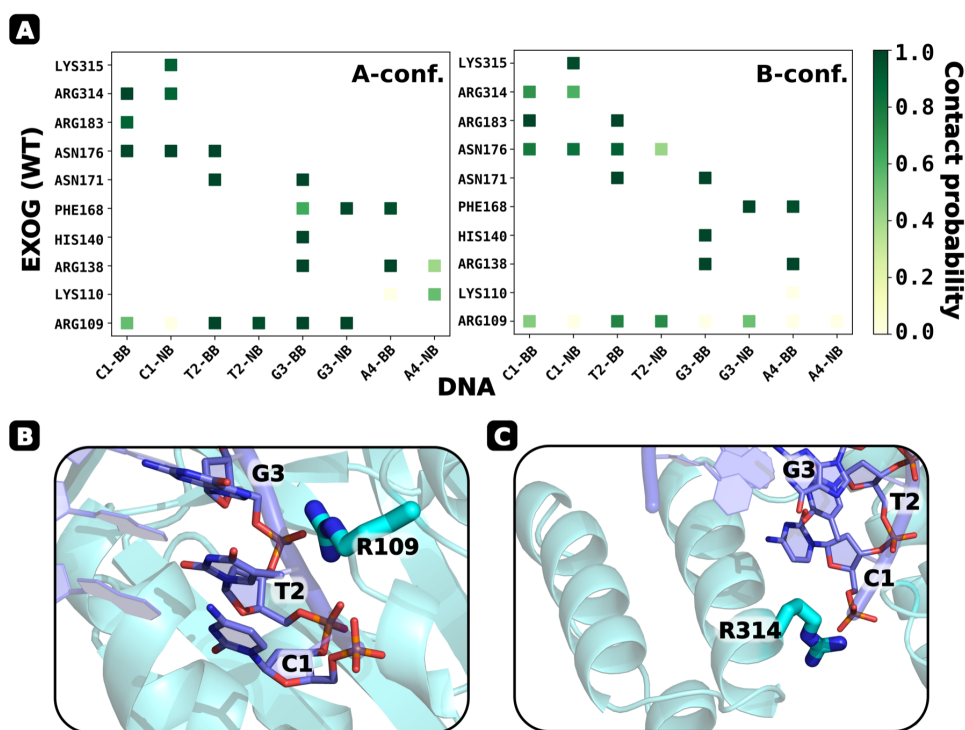 A
EXOG (WT)
LYS315
ARG314
ARG183
ASN176
ASN171
PHE168
HIS140
ARG138
LYS110
ARG109
A-conf.
C1-BB
C1-NB
T2-BB
T2-NB
G3-BB
G3-NB
A4-BB
A4-NB
LYS315
ARG314
ARG183
ASN176
ASN171
PHE168
HIS140
ARG138
LYS110
ARG109
B-conf.
C1-BB
C1-NB
T2-BB
T2-NB
G3-BB
G3-NB
A4-BB
A4-NB
DNA
1.0
0.8
0.6
0.4
0.2
0.0
Contact probability
B
G3
R109
T2
C1
C
G3
T2
C1
R314